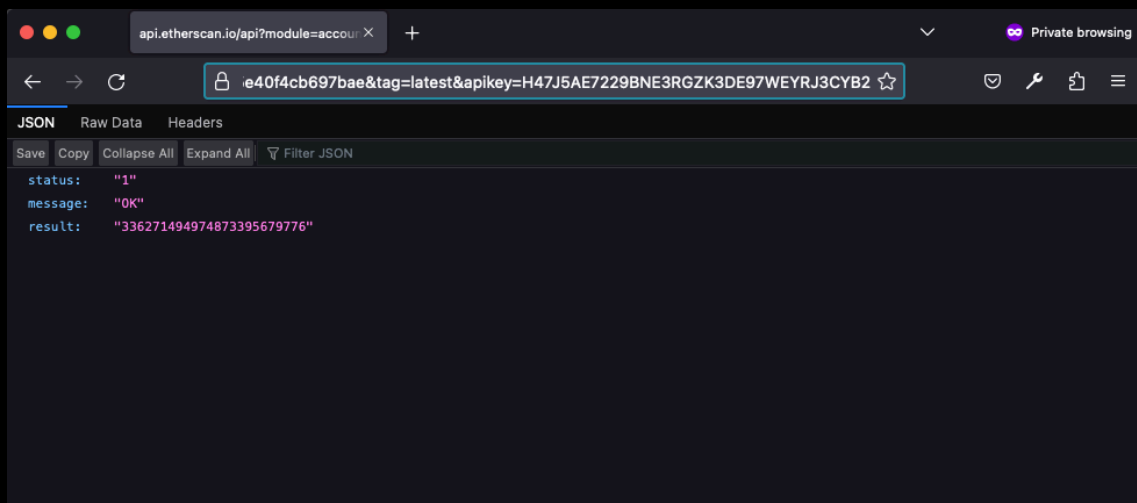 api.etherscan.io/api?module=accoun
Private browsing
e40f4cb697bae&tag=latest&apikey=H47J5AE7229BNE3RGZK3DE97WEYRJ3CYB2
JSON Raw Data Headers
Save Copy Collapse All Expand All Filter JSON
status: "1"
message: "OK"
result: "336271494974873395679776"